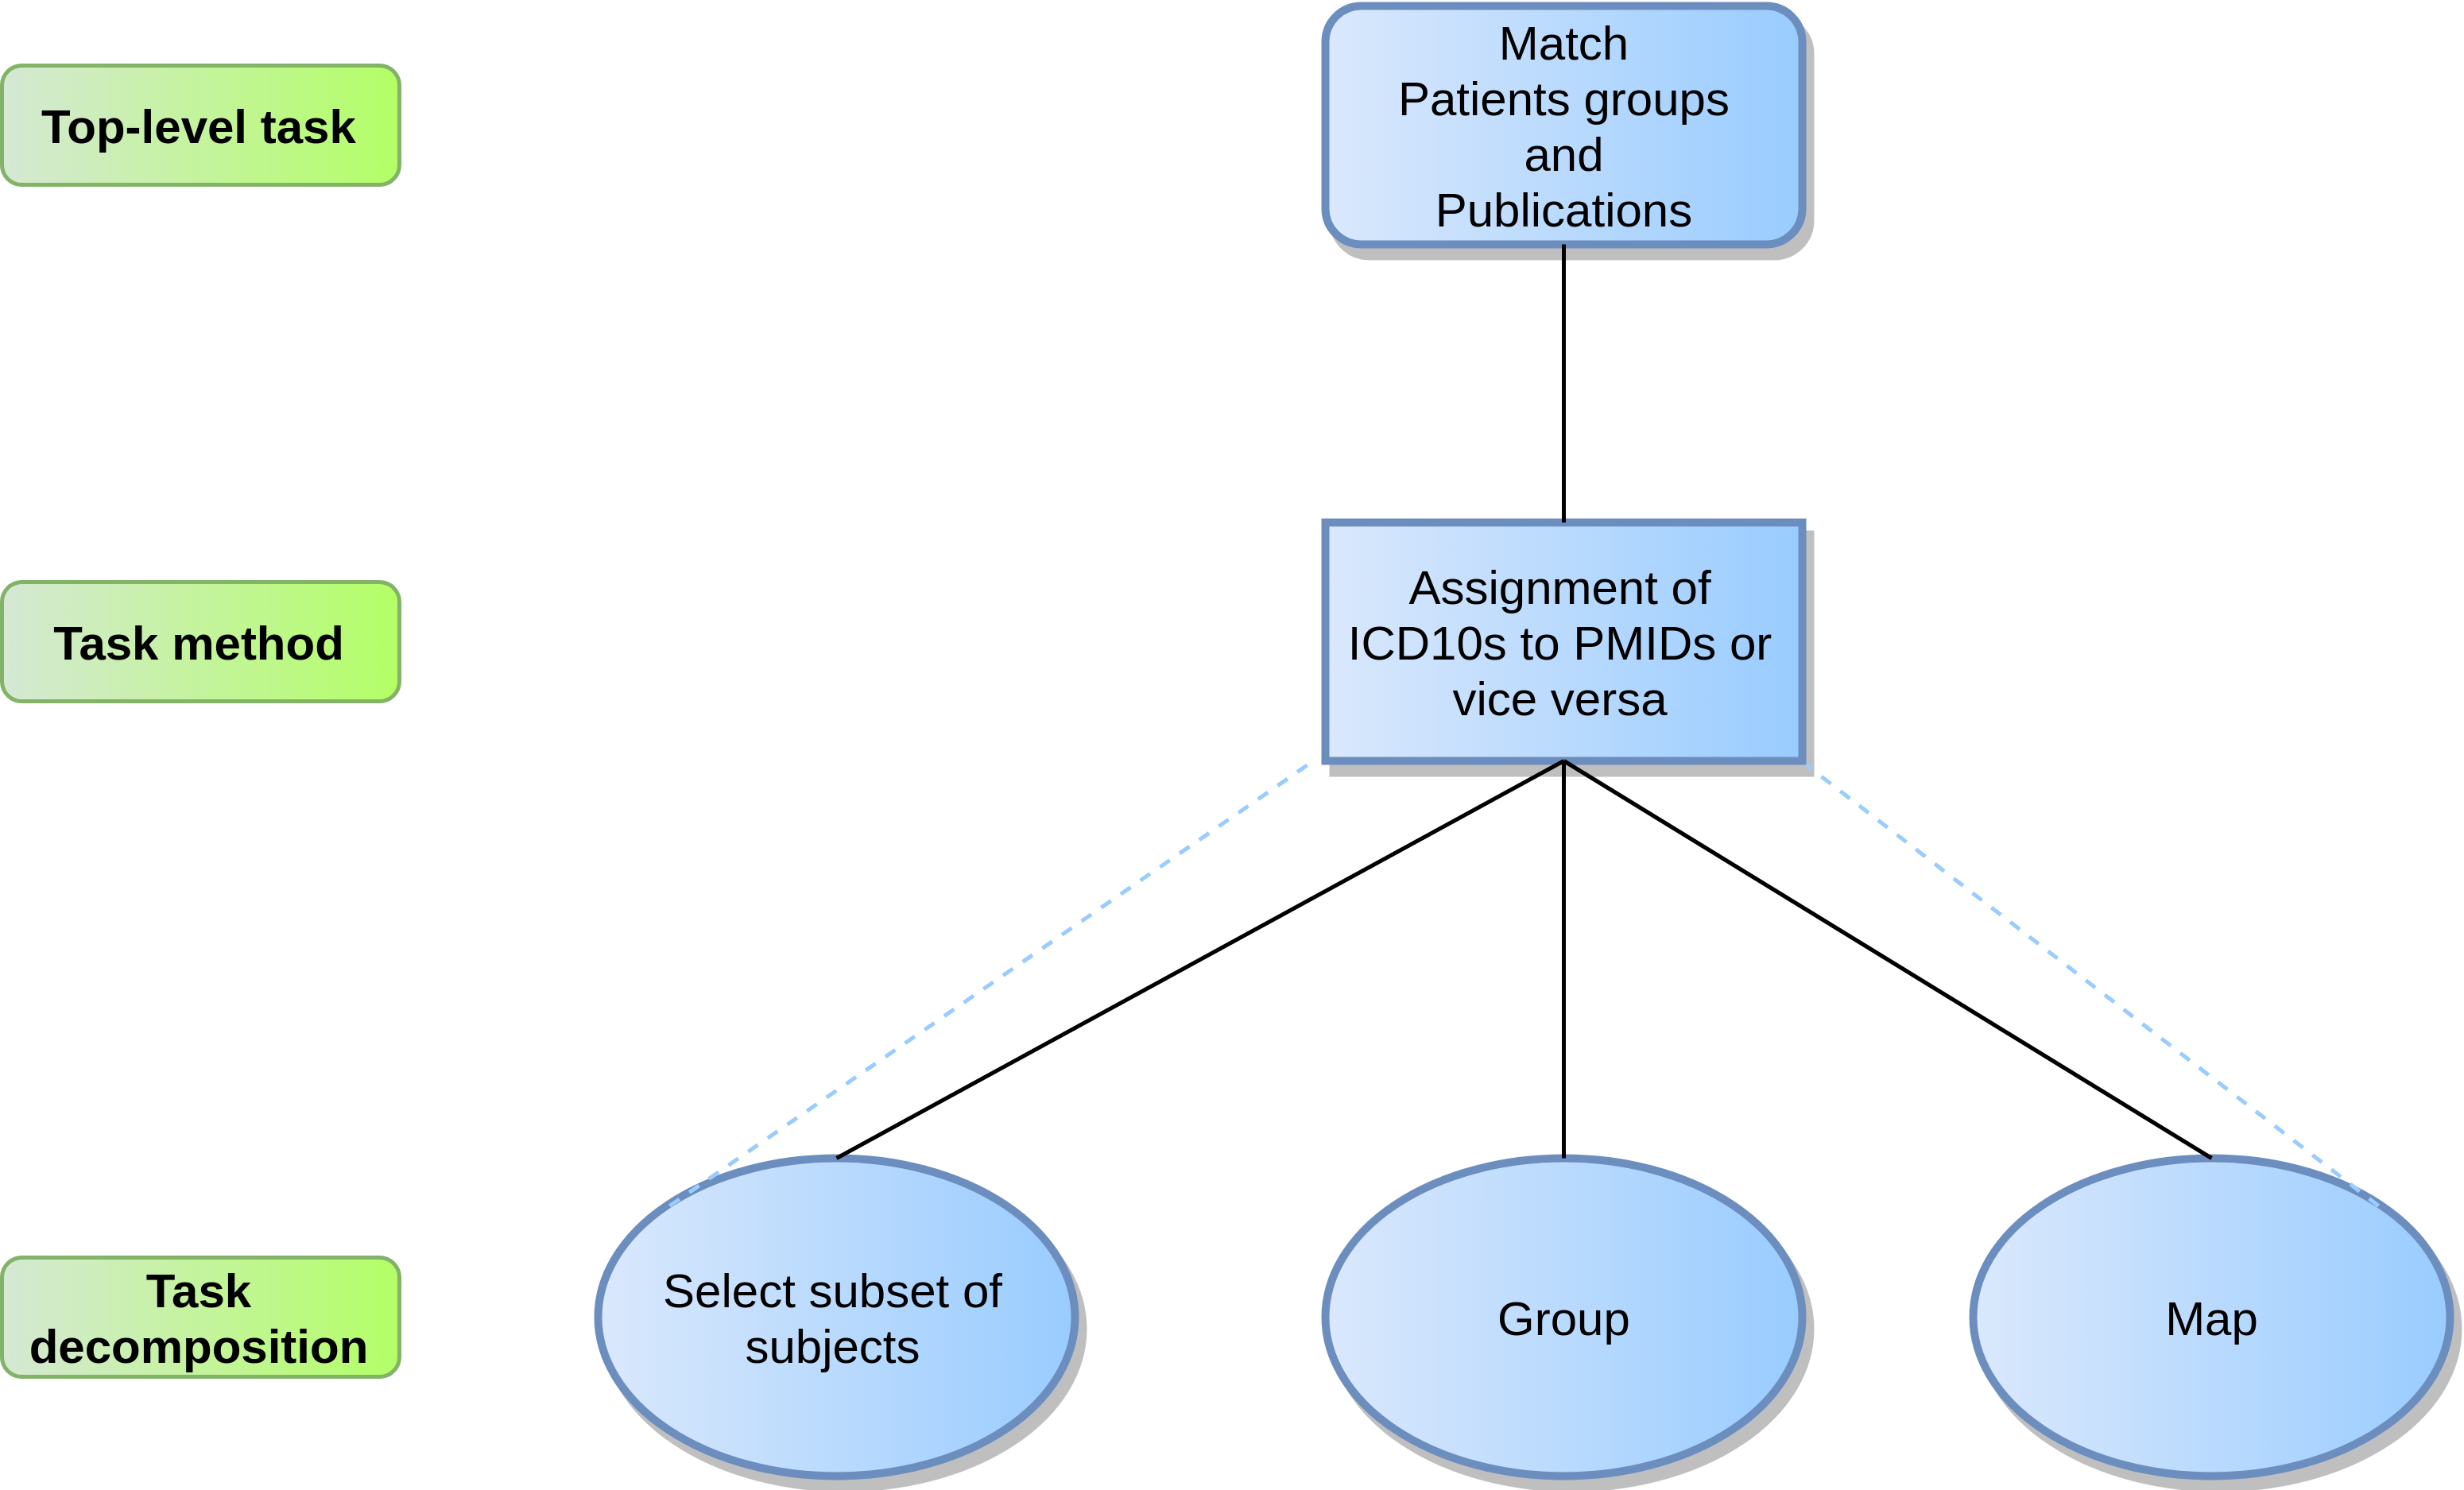 Top-level task
Match
Patients groups
and
Publications
Task method
Assignment of
ICD10s to PMIDs or
vice versa
Task
decomposition
Select subset of
subjects
Group
Map